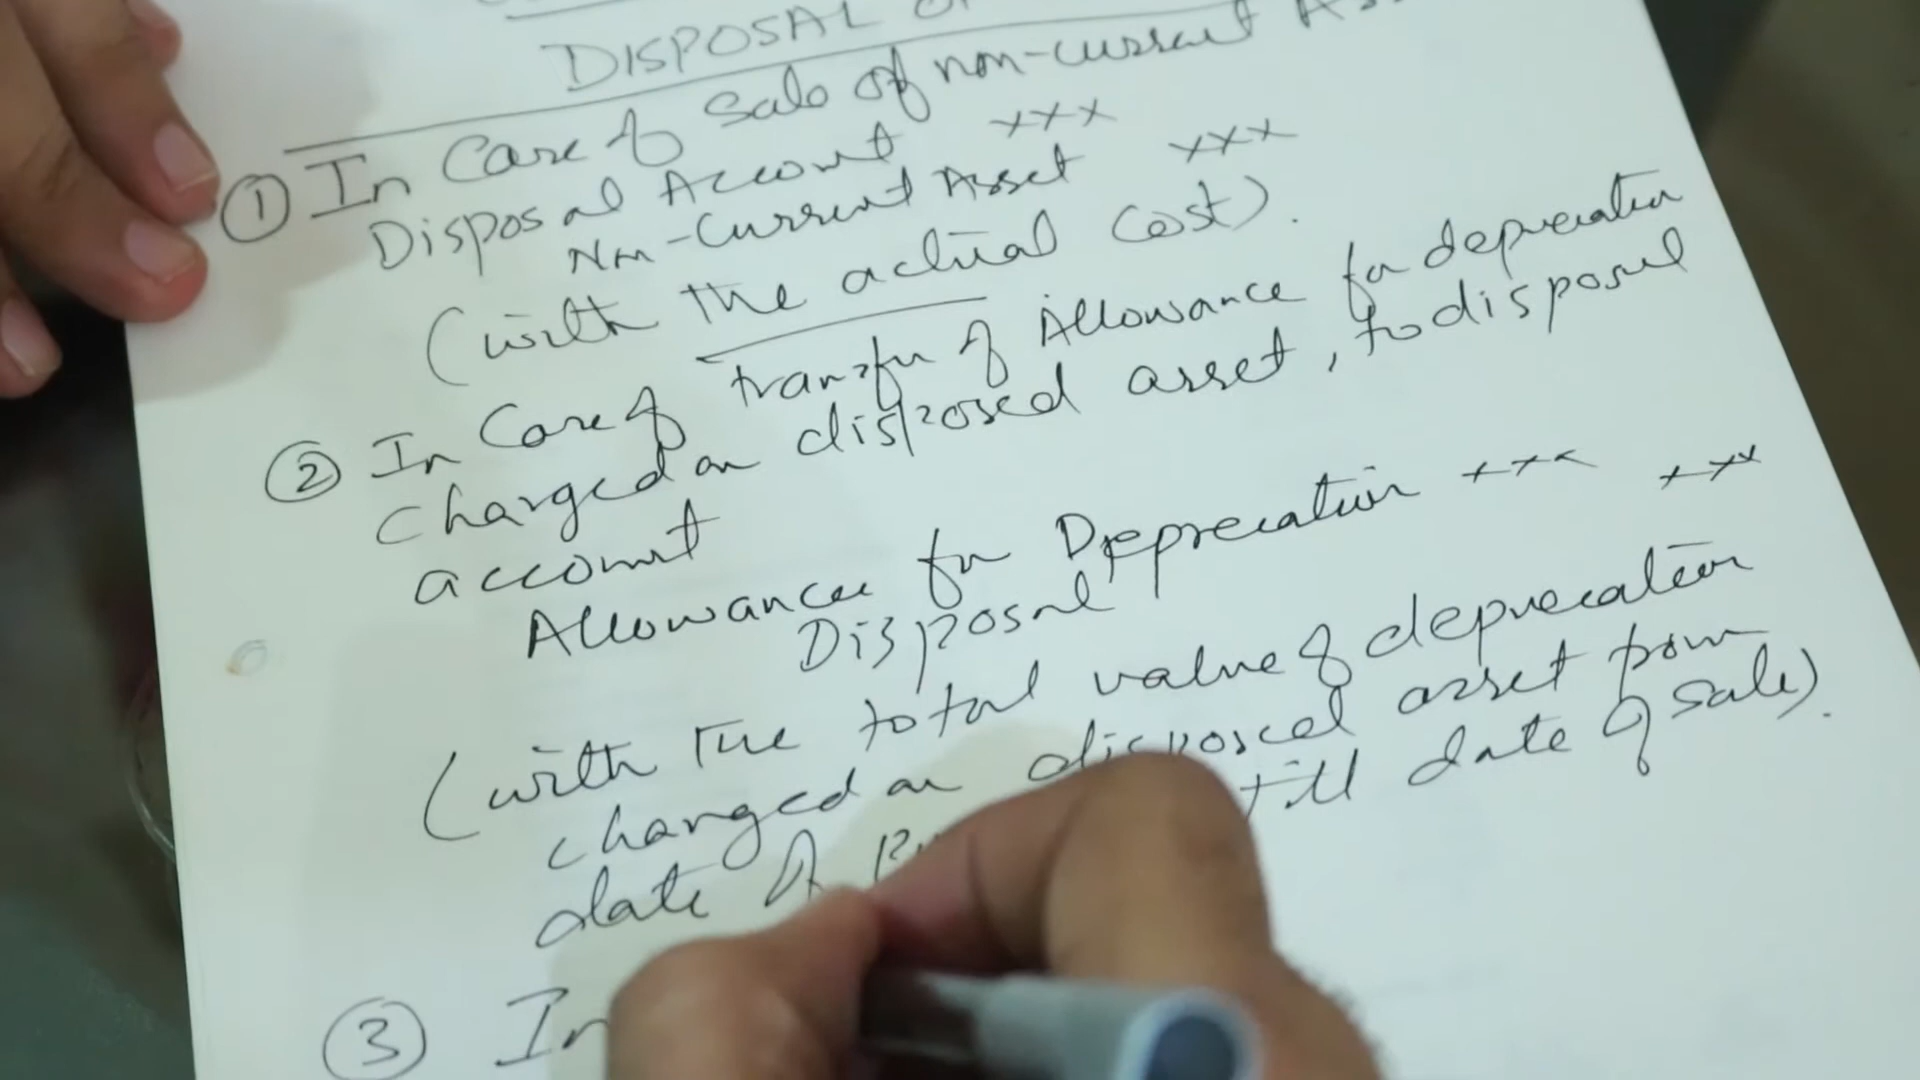 DISPOSAL
① In Case of Sale of non-current
Disposal Account xxx
Non-Current Asset xxx
(with the actual cost).
② In Case of transfer of Allowance for depreciation
charged on disposed asset, to disposal
account
Allowance for Depreciation xxx
Disposal xxx
(with the total value of depreciation
charged on disposed asset from
date of till date of sale).
③ In